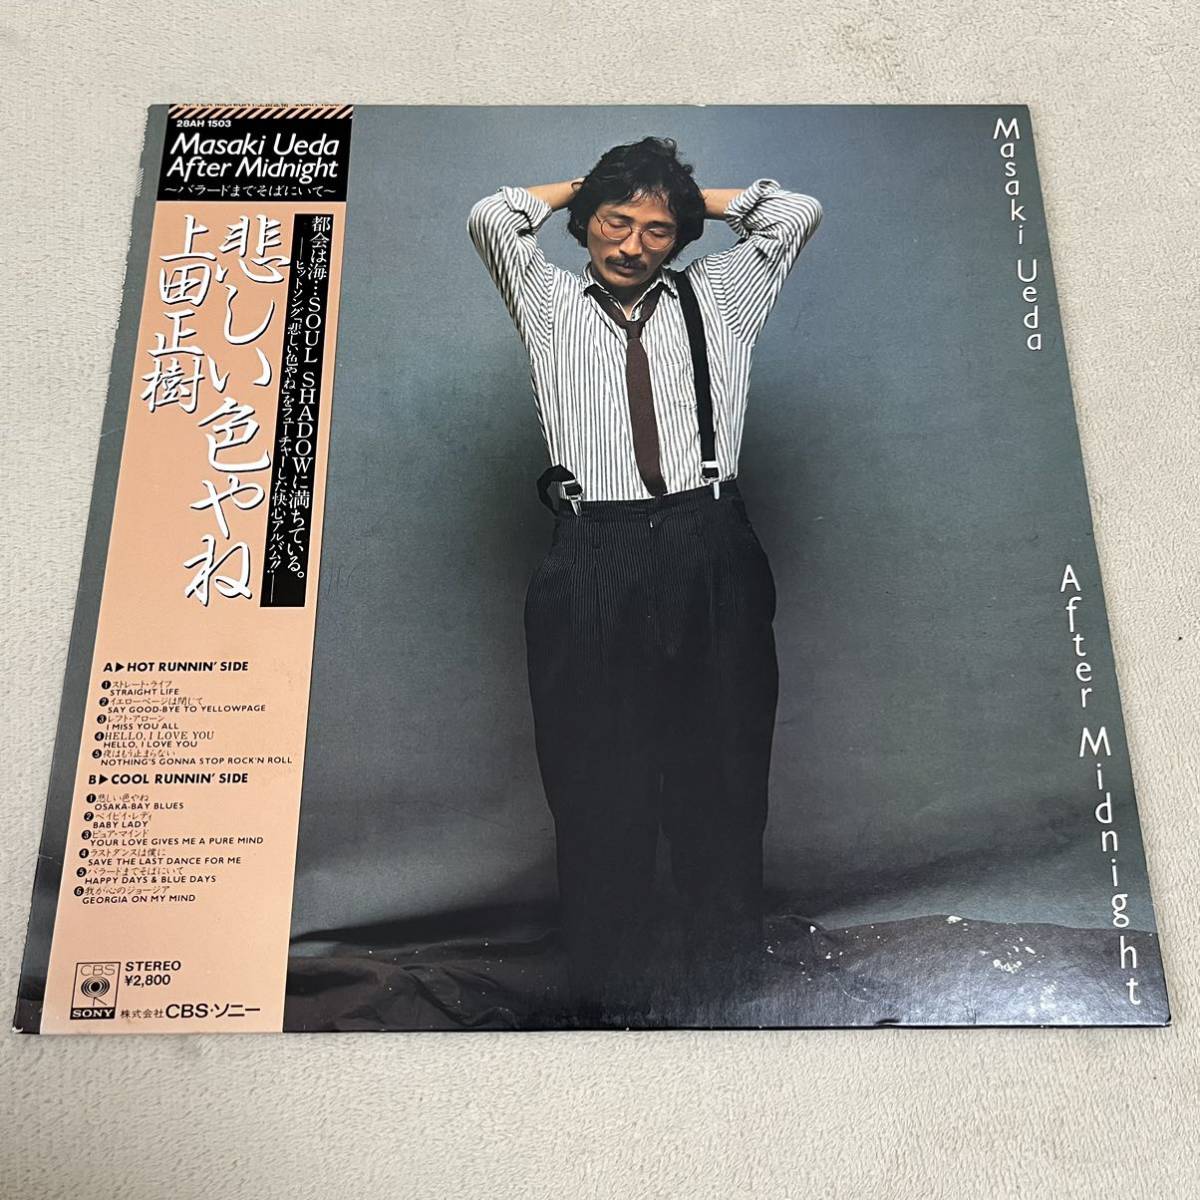 28AH 1503
Masaki Ueda
After Midnight
〜バラードまでそばにいて〜
都会は海…SOUL SHADOWに満ちている。
──ヒットソング「悲しい色やね」をフューチャーした快心アルバム!!──
悲しい色やね
上田正樹
A▶HOT RUNNIN' SIDE
❶ストレート・ライフ
STRAIGHT LIFE
❷イエローページは閉じて
SAY GOOD-BYE TO YELLOWPAGE
❸レフト・アローン
I MISS YOU ALL
❹HELLO, I LOVE YOU
HELLO, I LOVE YOU
❺夜はもう止まらない
NOTHING'S GONNA STOP ROCK'N ROLL
B▶COOL RUNNIN' SIDE
❶悲しい色やね
OSAKA-BAY BLUES
❷ベイビイ・レディ
BABY LADY
❸ピュア・マインド
YOUR LOVE GIVES ME A PURE MIND
❹ラストダンスは僕に
SAVE THE LAST DANCE FOR ME
❺バラードまでそばにいて
HAPPY DAYS & BLUE DAYS
❻我が心のジョージア
GEORGIA ON MY MIND
CBS
SONY
STEREO
¥2,800
株式会社CBS・ソニー
Masaki Ueda
After Midnight